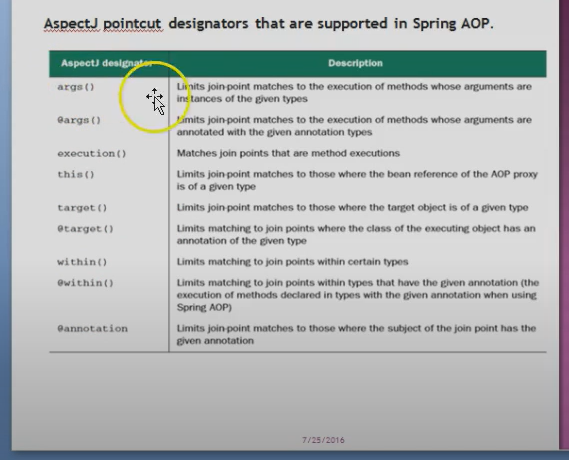 AspectJ pointcut designators that are supported in Spring AOP.
AspectJ designator Description
args() Limits join-point matches to the execution of methods whose arguments are
instances of the given types
@args() Limits join-point matches to the execution of methods whose arguments are
annotated with the given annotation types
execution() Matches join points that are method executions
this() Limits join-point matches to those where the bean reference of the AOP proxy
is of a given type
target() Limits join-point matches to those where the target object is of a given type
@target() Limits matching to join points where the class of the executing object has an
annotation of the given type
within() Limits matching to join points within certain types
@within() Limits matching to join points within types that have the given annotation (the
execution of methods declared in types with the given annotation when using
Spring AOP)
@annotation Limits join-point matches to those where the subject of the join point has the
given annotation
7/25/2016